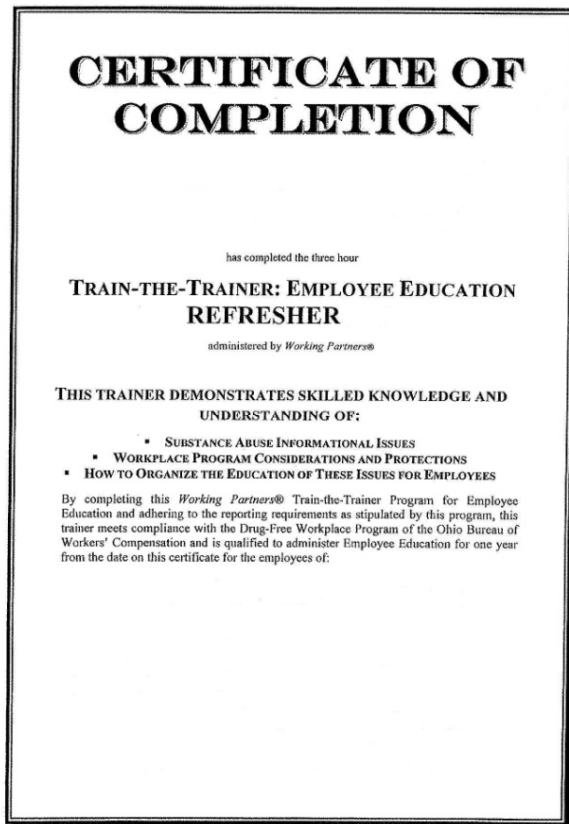 CERTIFICATE OF
COMPLETION
has completed the three hour
TRAIN-THE-TRAINER: EMPLOYEE EDUCATION
REFRESHER
administered by Working Partners®
THIS TRAINER DEMONSTRATES SKILLED KNOWLEDGE AND
UNDERSTANDING OF:
▪ SUBSTANCE ABUSE INFORMATIONAL ISSUES
▪ WORKPLACE PROGRAM CONSIDERATIONS AND PROTECTIONS
▪ HOW TO ORGANIZE THE EDUCATION OF THESE ISSUES FOR EMPLOYEES
By completing this Working Partners® Train-the-Trainer Program for Employee
Education and adhering to the reporting requirements as stipulated by this program, this
trainer meets compliance with the Drug-Free Workplace Program of the Ohio Bureau of
Workers' Compensation and is qualified to administer Employee Education for one year
from the date on this certificate for the employees of: